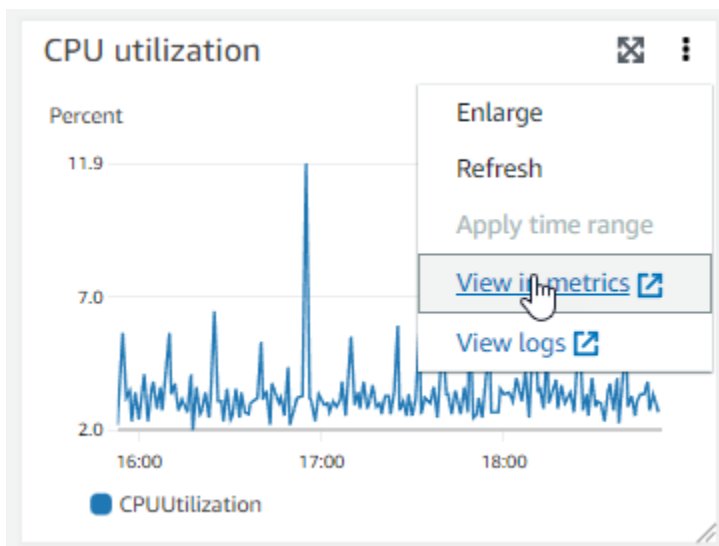 CPU utilization
Percent
11.9
7.0
2.0
16:00 17:00 18:00
CPUUtilization
Enlarge
Refresh
Apply time range
View in metrics
View logs